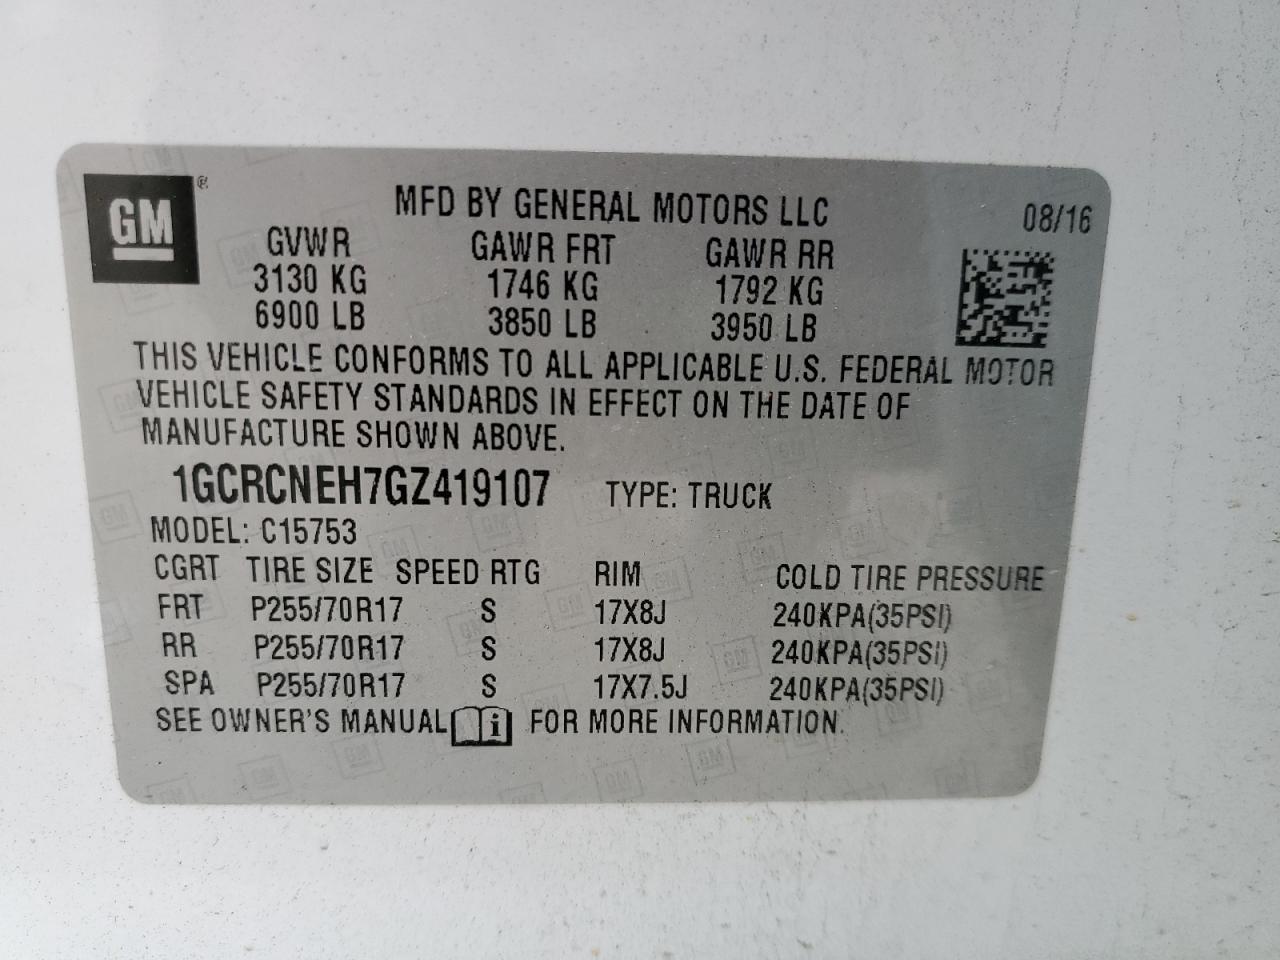 GM®
MFD BY GENERAL MOTORS LLC 08/16
GVWR GAWR FRT GAWR RR
3130 KG 1746 KG 1792 KG
6900 LB 3850 LB 3950 LB
THIS VEHICLE CONFORMS TO ALL APPLICABLE U.S. FEDERAL MOTOR
VEHICLE SAFETY STANDARDS IN EFFECT ON THE DATE OF
MANUFACTURE SHOWN ABOVE.
1GCRCNEH7GZ419107 TYPE: TRUCK
MODEL: C15753
CGRT TIRE SIZE SPEED RTG RIM COLD TIRE PRESSURE
FRT P255/70R17 S 17X8J 240KPA(35PSI)
RR P255/70R17 S 17X8J 240KPA(35PSI)
SPA P255/70R17 S 17X7.5J 240KPA(35PSI)
SEE OWNER'S MANUAL i FOR MORE INFORMATION.